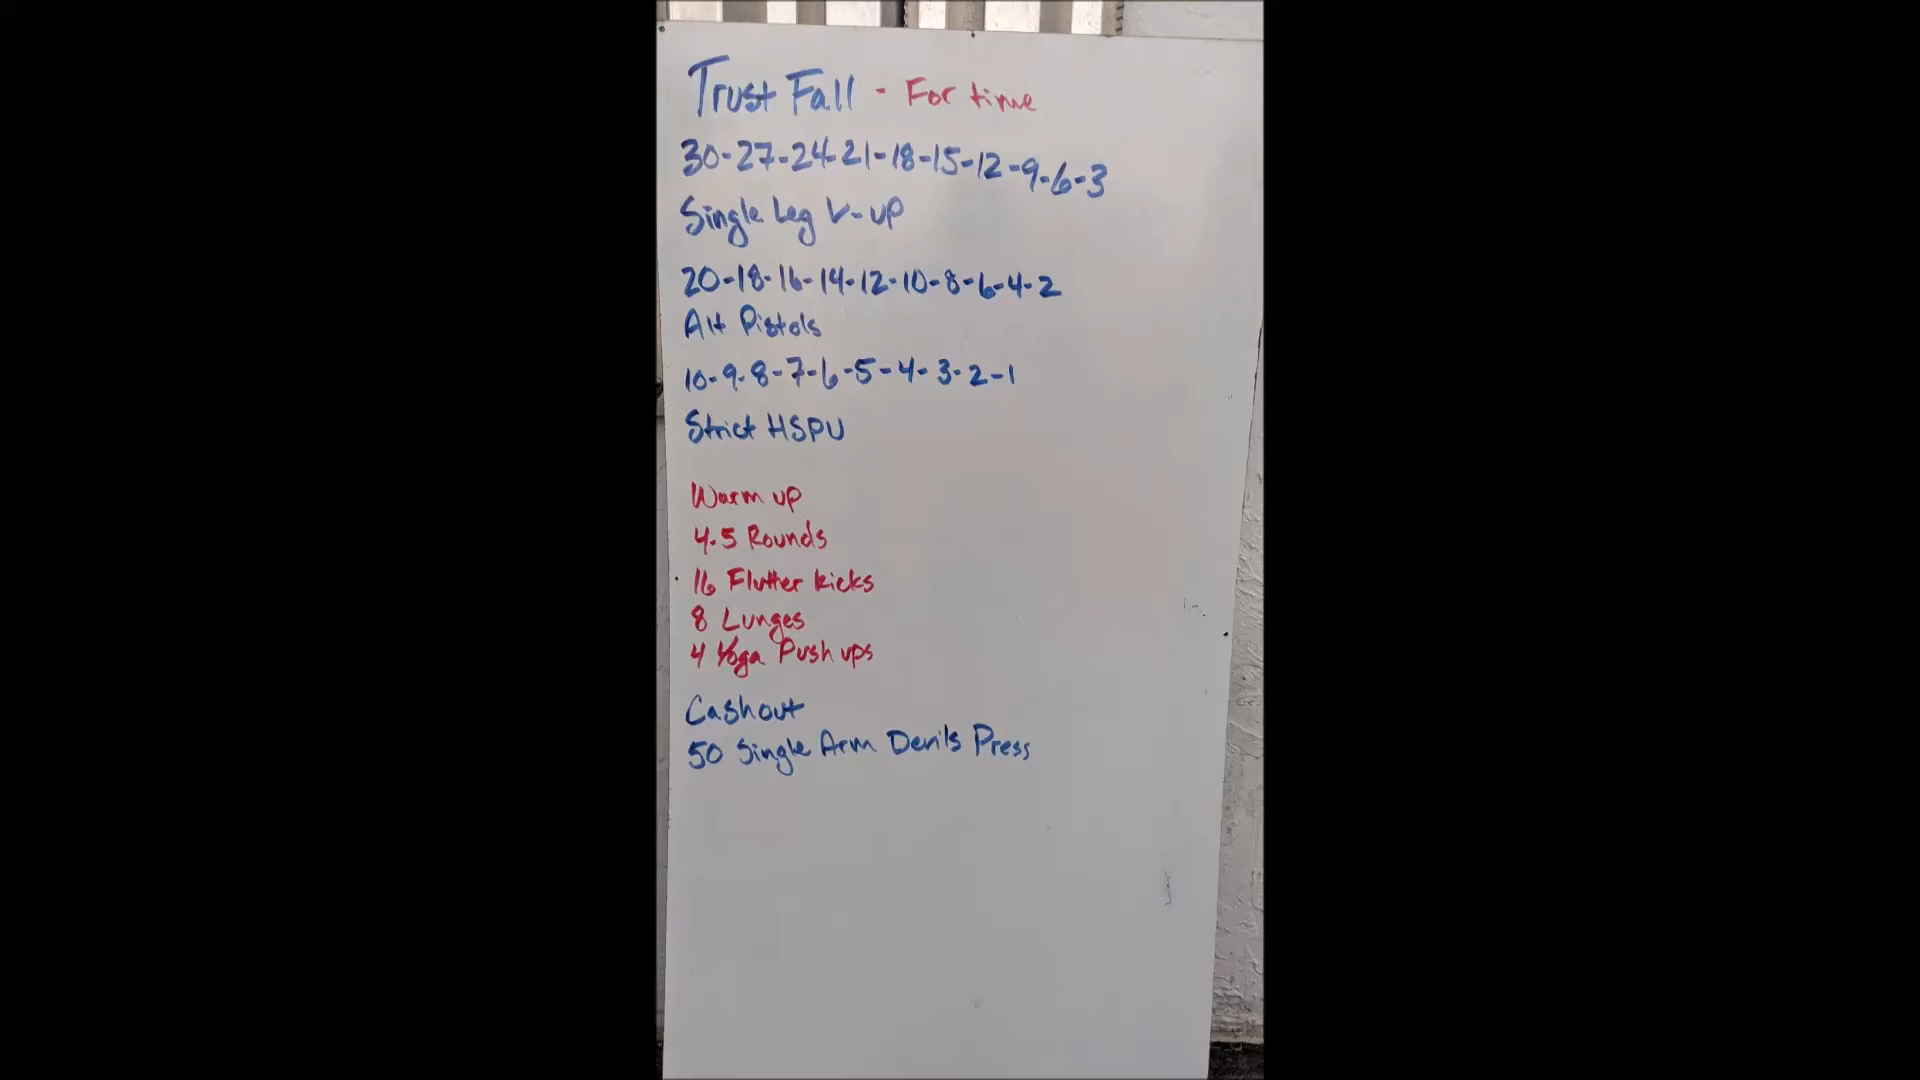 Trust Fall - For time
30-27-24-21-18-15-12-9-6-3
Single Leg V-up
20-18-16-14-12-10-8-6-4-2
Alt Pistols
10-9-8-7-6-5-4-3-2-1
Strict HSPU
Warm up
4-5 Rounds
16 Flutter kicks
8 Lunges
4 Yoga Push ups
Cashout
50 Single Arm Devils Press